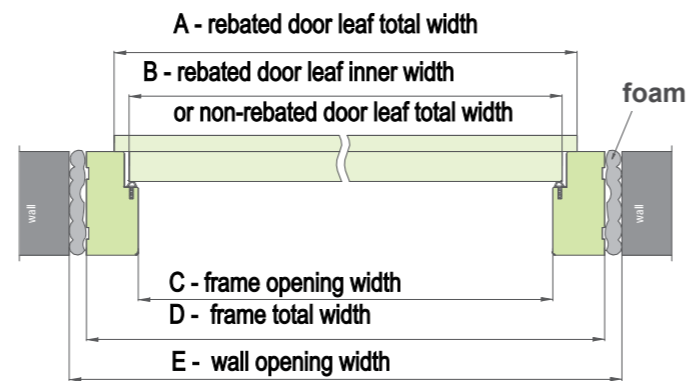 A - rebated door leaf total width
B - rebated door leaf inner width
or non-rebated door leaf total width
foam
wall
wall
C - frame opening width
D - frame total width
E - wall opening width